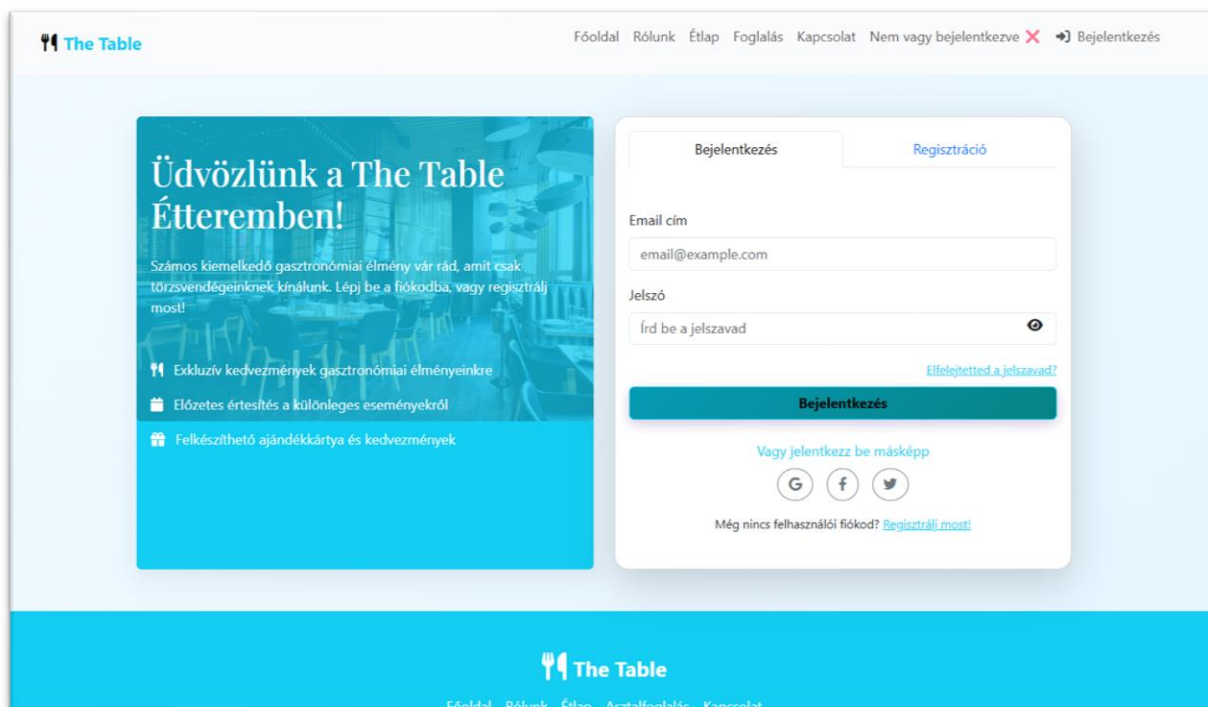 The Table
Főoldal Rólunk Étlap Foglalás Kapcsolat Nem vagy bejelentkezve ❌ Bejelentkezés
Üdvözlünk a The Table
Étteremben!
Számos kiemelkedő gasztronómiai élmény vár rád, amit csak
törzsvendégeinknek kínálunk. Lépj be a fiókodba, vagy regisztrálj
most!
Exkluzív kedvezmények gasztronómiai élményeinkre
Előzetes értesítés a különleges eseményekről
Felkészíthető ajándékkártya és kedvezmények
Bejelentkezés Regisztráció
Email cím
email@example.com
Jelszó
Írd be a jelszavad
Elfelejtetted a jelszavad?
Bejelentkezés
Vagy jelentkezz be másképp
Még nincs felhasználói fiókod? Regisztrálj most!
The Table
Főoldal Rólunk Étlap Asztalfoglalás Kapcsolat